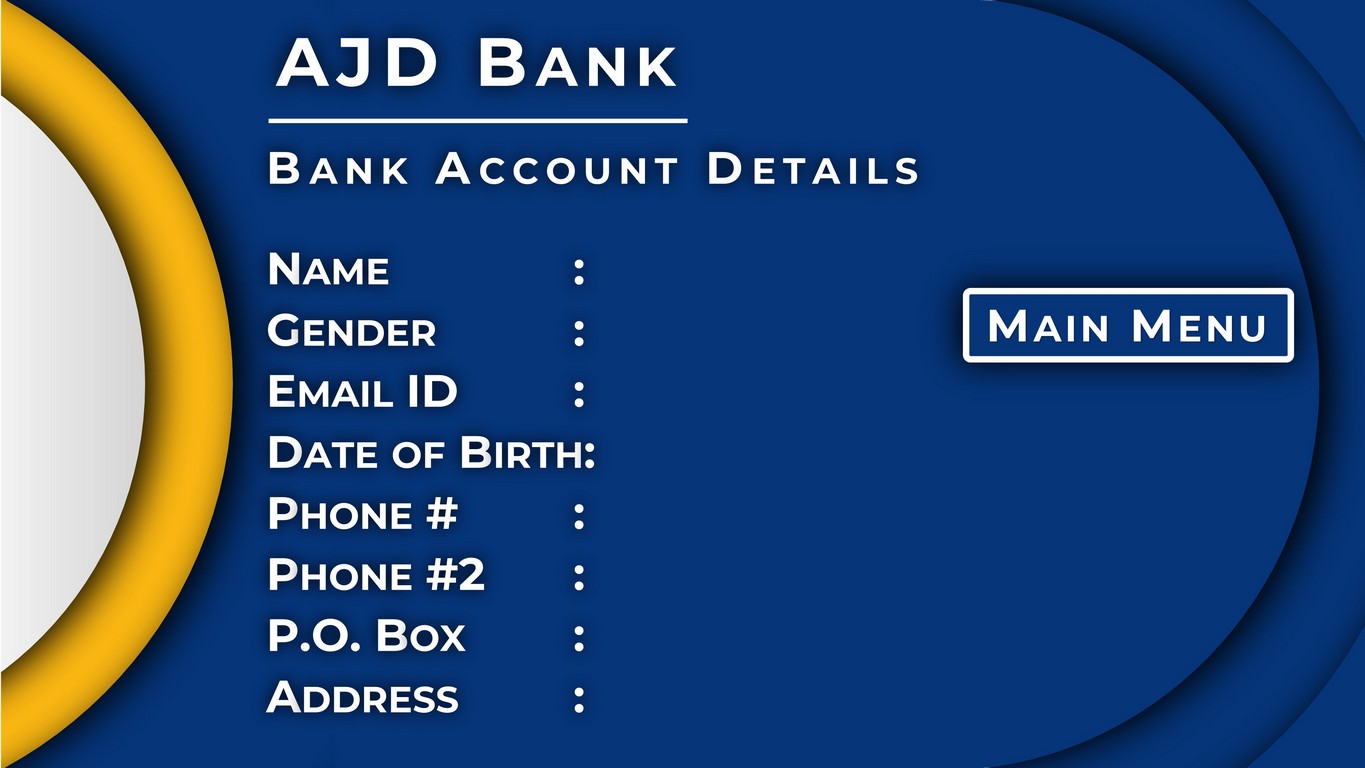 AJD Bank
Bank Account Details
Name :
Gender :
Email ID :
Date of Birth:
Phone # :
Phone #2 :
P.O. Box :
Address :
Main Menu